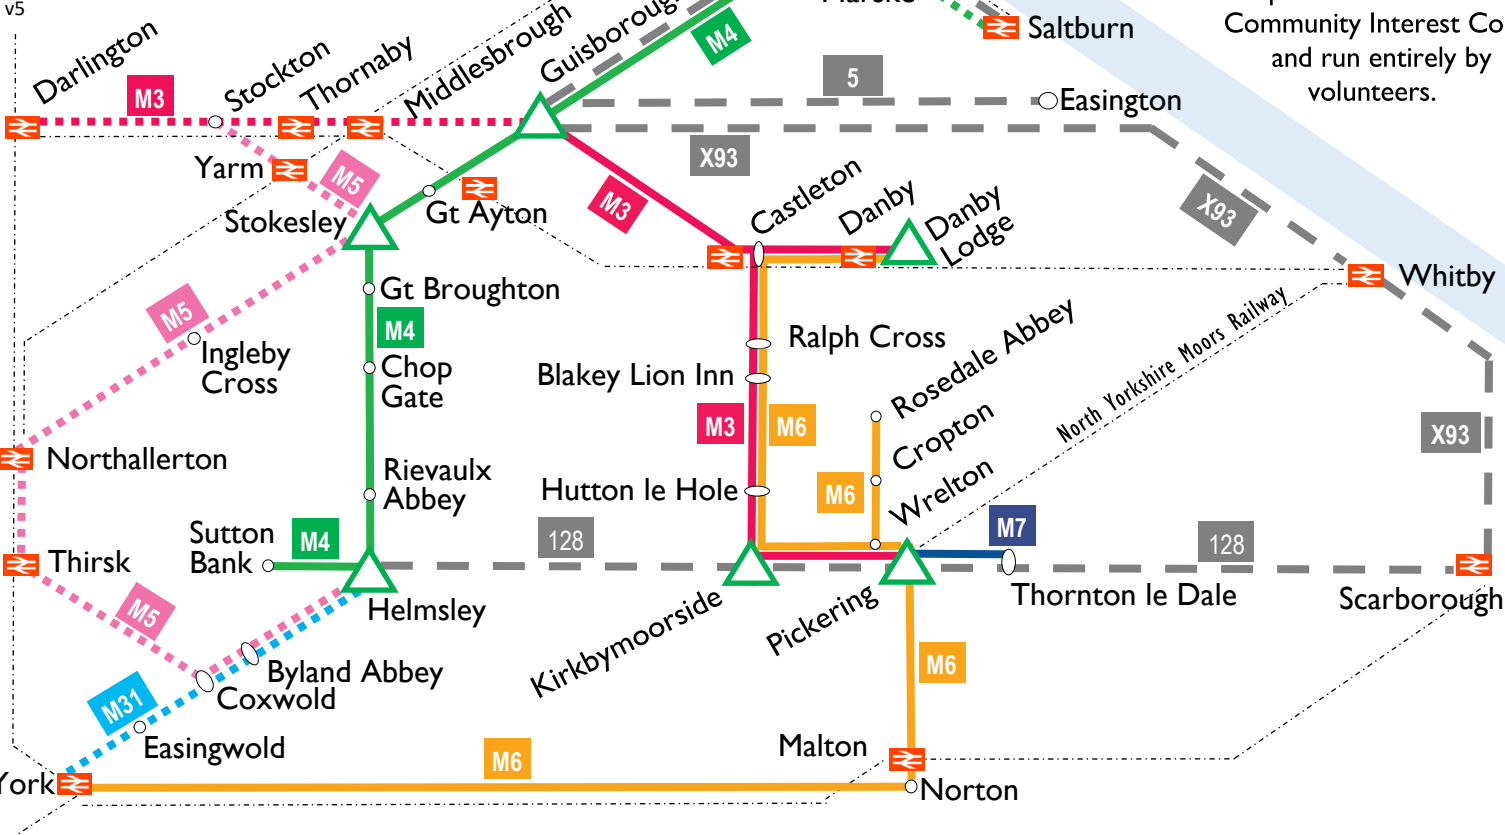 v5
Saltburn
Community Interest Co
and run entirely by
volunteers.
Darlington
M3
Stockton
Thornaby
Middlesbrough
M4
5
Easington
X93
Yarm
M5
Stokesley
Gt Ayton
M3
Castleton
Danby
Danby
Lodge
X93
Whitby
Gt Broughton
M4
M5
Ingleby
Cross
Chop
Gate
Ralph Cross
Blakey Lion Inn
Rosedale Abbey
North Yorkshire Moors Railway
M3
M6
Cropton
X93
Northallerton
Rievaulx
Abbey
Hutton le Hole
M6
Wrelton
Sutton
Bank
M4
128
M7
128
Thirsk
M5
Helmsley
Kirkbymoorside
Pickering
Thornton le Dale
Scarborough
Byland Abbey
Coxwold
M6
M31
Easingwold
M6
Malton
York
Norton